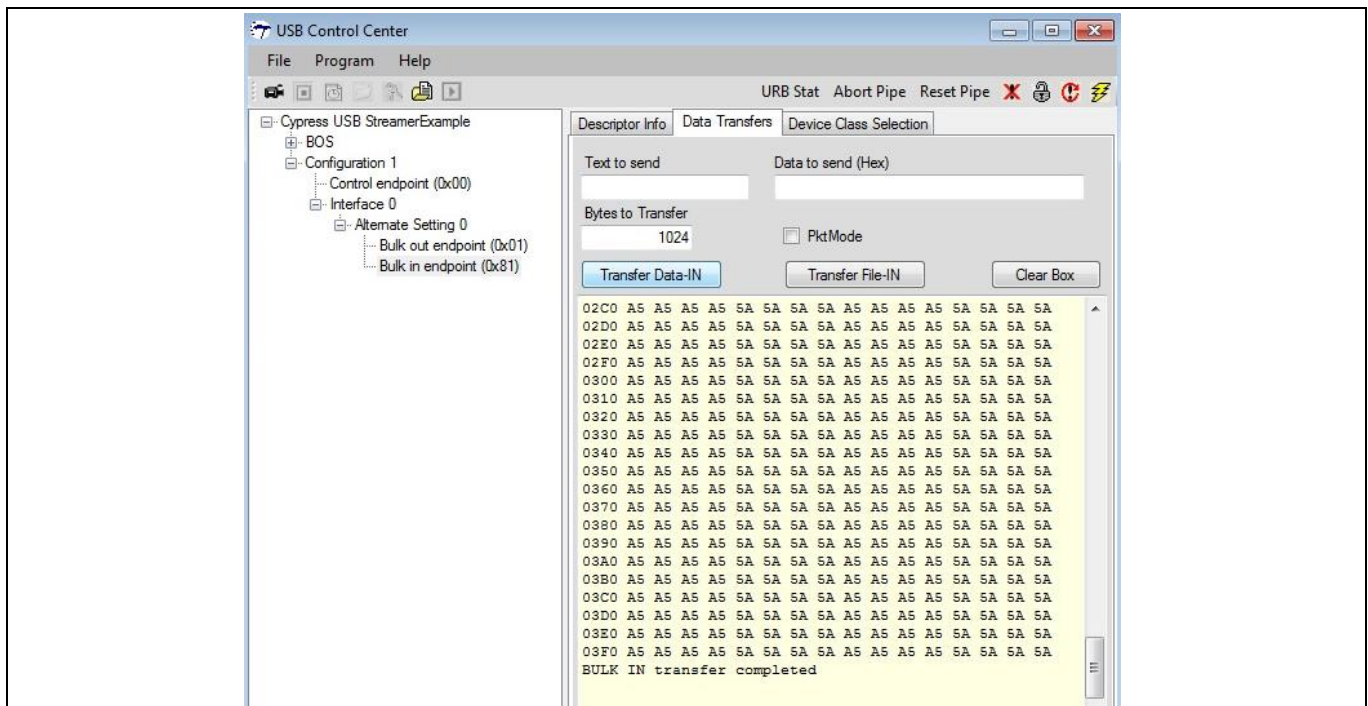 USB Control Center
File Program Help
URB Stat Abort Pipe Reset Pipe
Cypress USB StreamerExample
BOS
Configuration 1
Control endpoint (0x00)
Interface 0
Alternate Setting 0
Bulk out endpoint (0x01)
Bulk in endpoint (0x81)
Descriptor Info Data Transfers Device Class Selection
Text to send Data to send (Hex)
Bytes to Transfer
1024 PktMode
Transfer Data-IN Transfer File-IN Clear Box
02C0 A5 A5 A5 A5 5A 5A 5A 5A A5 A5 A5 A5 5A 5A 5A 5A
02D0 A5 A5 A5 A5 5A 5A 5A 5A A5 A5 A5 A5 5A 5A 5A 5A
02E0 A5 A5 A5 A5 5A 5A 5A 5A A5 A5 A5 A5 5A 5A 5A 5A
02F0 A5 A5 A5 A5 5A 5A 5A 5A A5 A5 A5 A5 5A 5A 5A 5A
0300 A5 A5 A5 A5 5A 5A 5A 5A A5 A5 A5 A5 5A 5A 5A 5A
0310 A5 A5 A5 A5 5A 5A 5A 5A A5 A5 A5 A5 5A 5A 5A 5A
0320 A5 A5 A5 A5 5A 5A 5A 5A A5 A5 A5 A5 5A 5A 5A 5A
0330 A5 A5 A5 A5 5A 5A 5A 5A A5 A5 A5 A5 5A 5A 5A 5A
0340 A5 A5 A5 A5 5A 5A 5A 5A A5 A5 A5 A5 5A 5A 5A 5A
0350 A5 A5 A5 A5 5A 5A 5A 5A A5 A5 A5 A5 5A 5A 5A 5A
0360 A5 A5 A5 A5 5A 5A 5A 5A A5 A5 A5 A5 5A 5A 5A 5A
0370 A5 A5 A5 A5 5A 5A 5A 5A A5 A5 A5 A5 5A 5A 5A 5A
0380 A5 A5 A5 A5 5A 5A 5A 5A A5 A5 A5 A5 5A 5A 5A 5A
0390 A5 A5 A5 A5 5A 5A 5A 5A A5 A5 A5 A5 5A 5A 5A 5A
03A0 A5 A5 A5 A5 5A 5A 5A 5A A5 A5 A5 A5 5A 5A 5A 5A
03B0 A5 A5 A5 A5 5A 5A 5A 5A A5 A5 A5 A5 5A 5A 5A 5A
03C0 A5 A5 A5 A5 5A 5A 5A 5A A5 A5 A5 A5 5A 5A 5A 5A
03D0 A5 A5 A5 A5 5A 5A 5A 5A A5 A5 A5 A5 5A 5A 5A 5A
03E0 A5 A5 A5 A5 5A 5A 5A 5A A5 A5 A5 A5 5A 5A 5A 5A
03F0 A5 A5 A5 A5 5A 5A 5A 5A A5 A5 A5 A5 5A 5A 5A 5A
BULK IN transfer completed